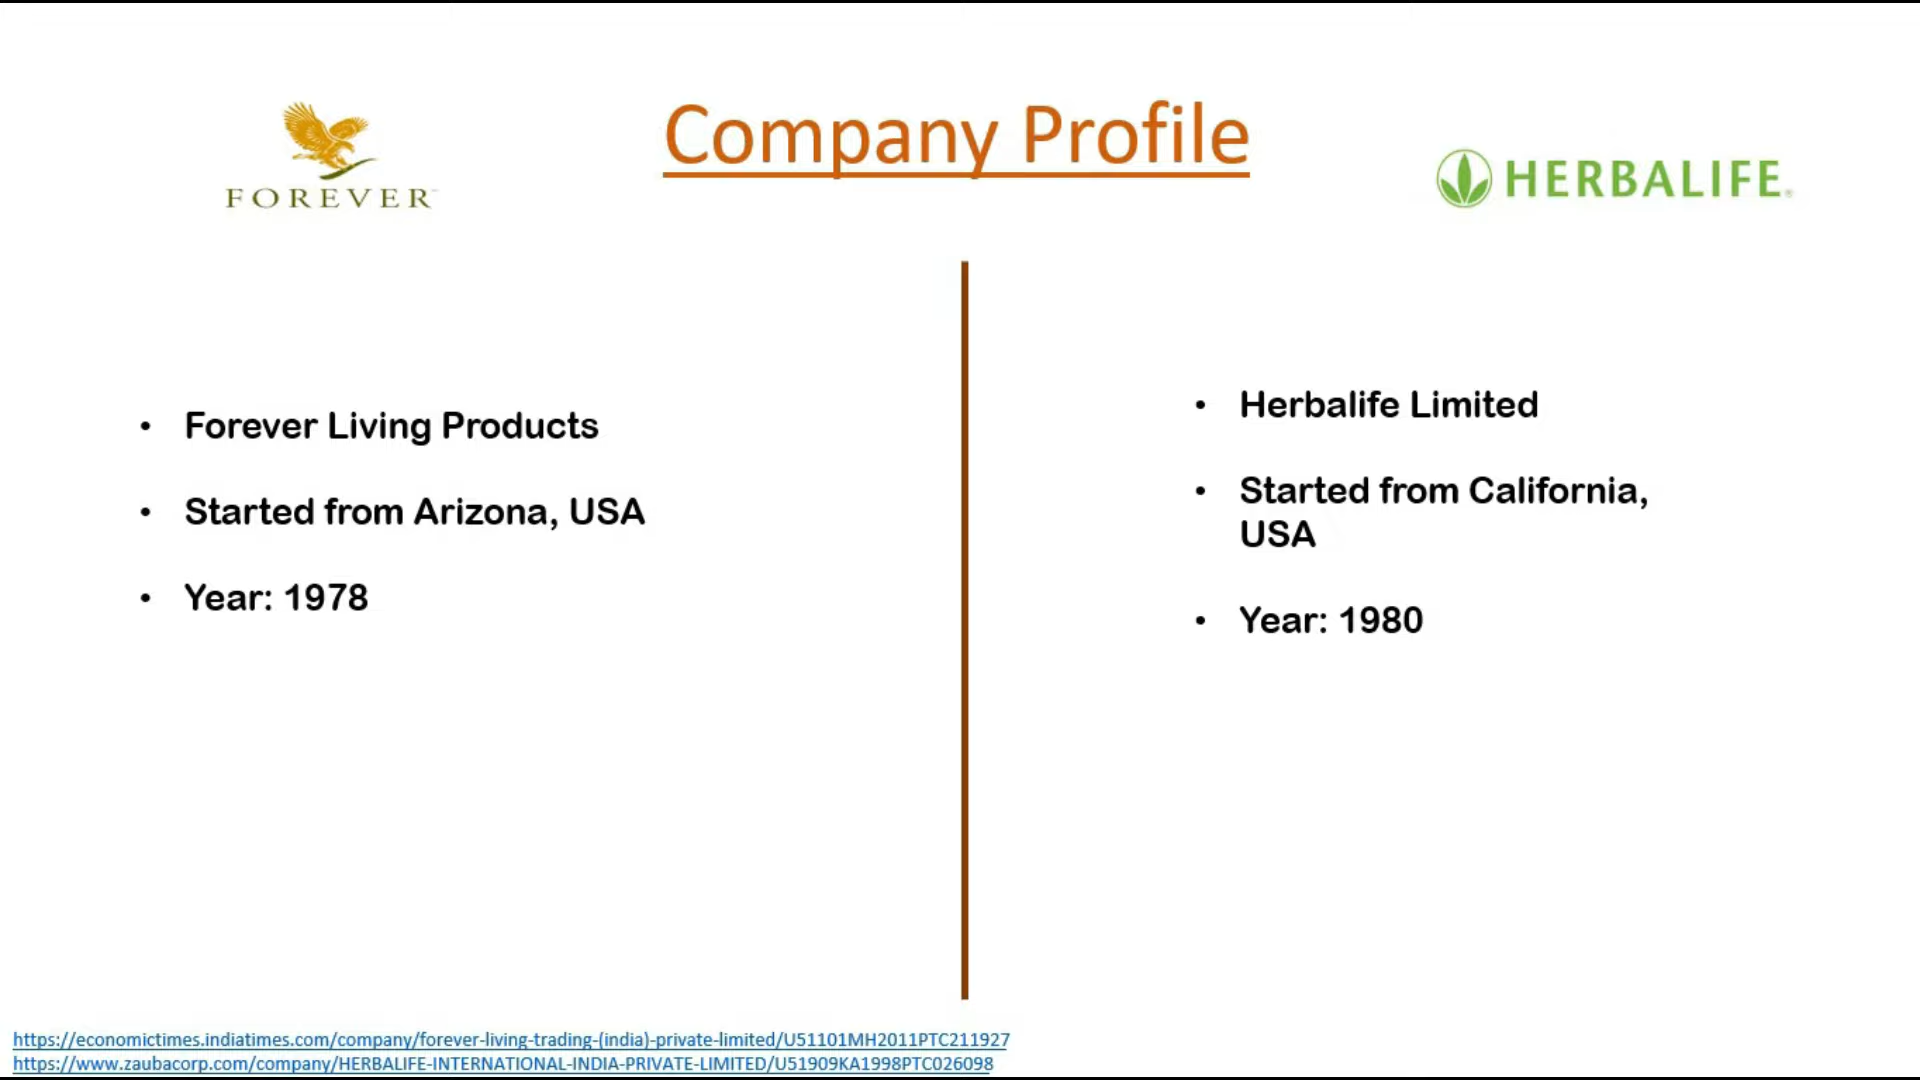 Company Profile
FOREVER
HERBALIFE
• Forever Living Products
• Started from Arizona, USA
• Year: 1978
• Herbalife Limited
• Started from California,
USA
• Year: 1980
https://economictimes.indiatimes.com/company/forever-living-trading-(india)-private-limited/U51101MH2011PTC211927
https://www.zaubacorp.com/company/HERBALIFE-INTERNATIONAL-INDIA-PRIVATE-LIMITED/U51909KA1998PTC026098